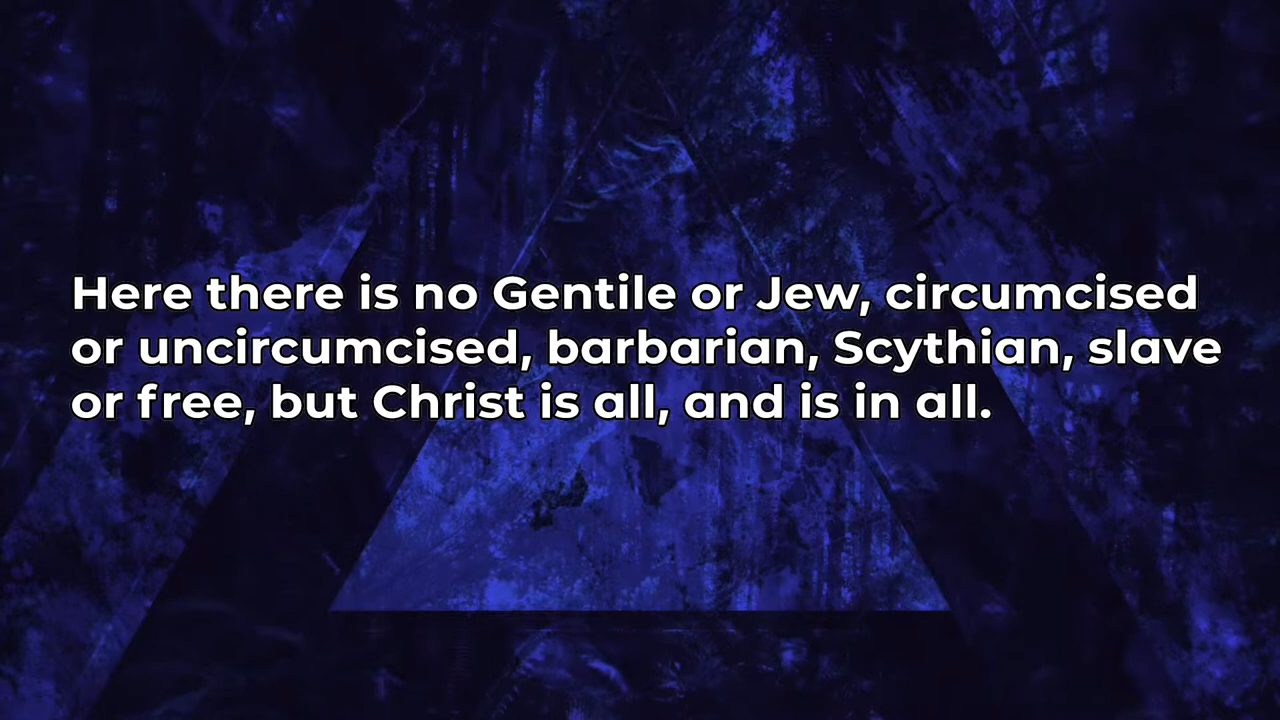 Here there is no Gentile or Jew, circumcised
or uncircumcised, barbarian, Scythian, slave
or free, but Christ is all, and is in all.